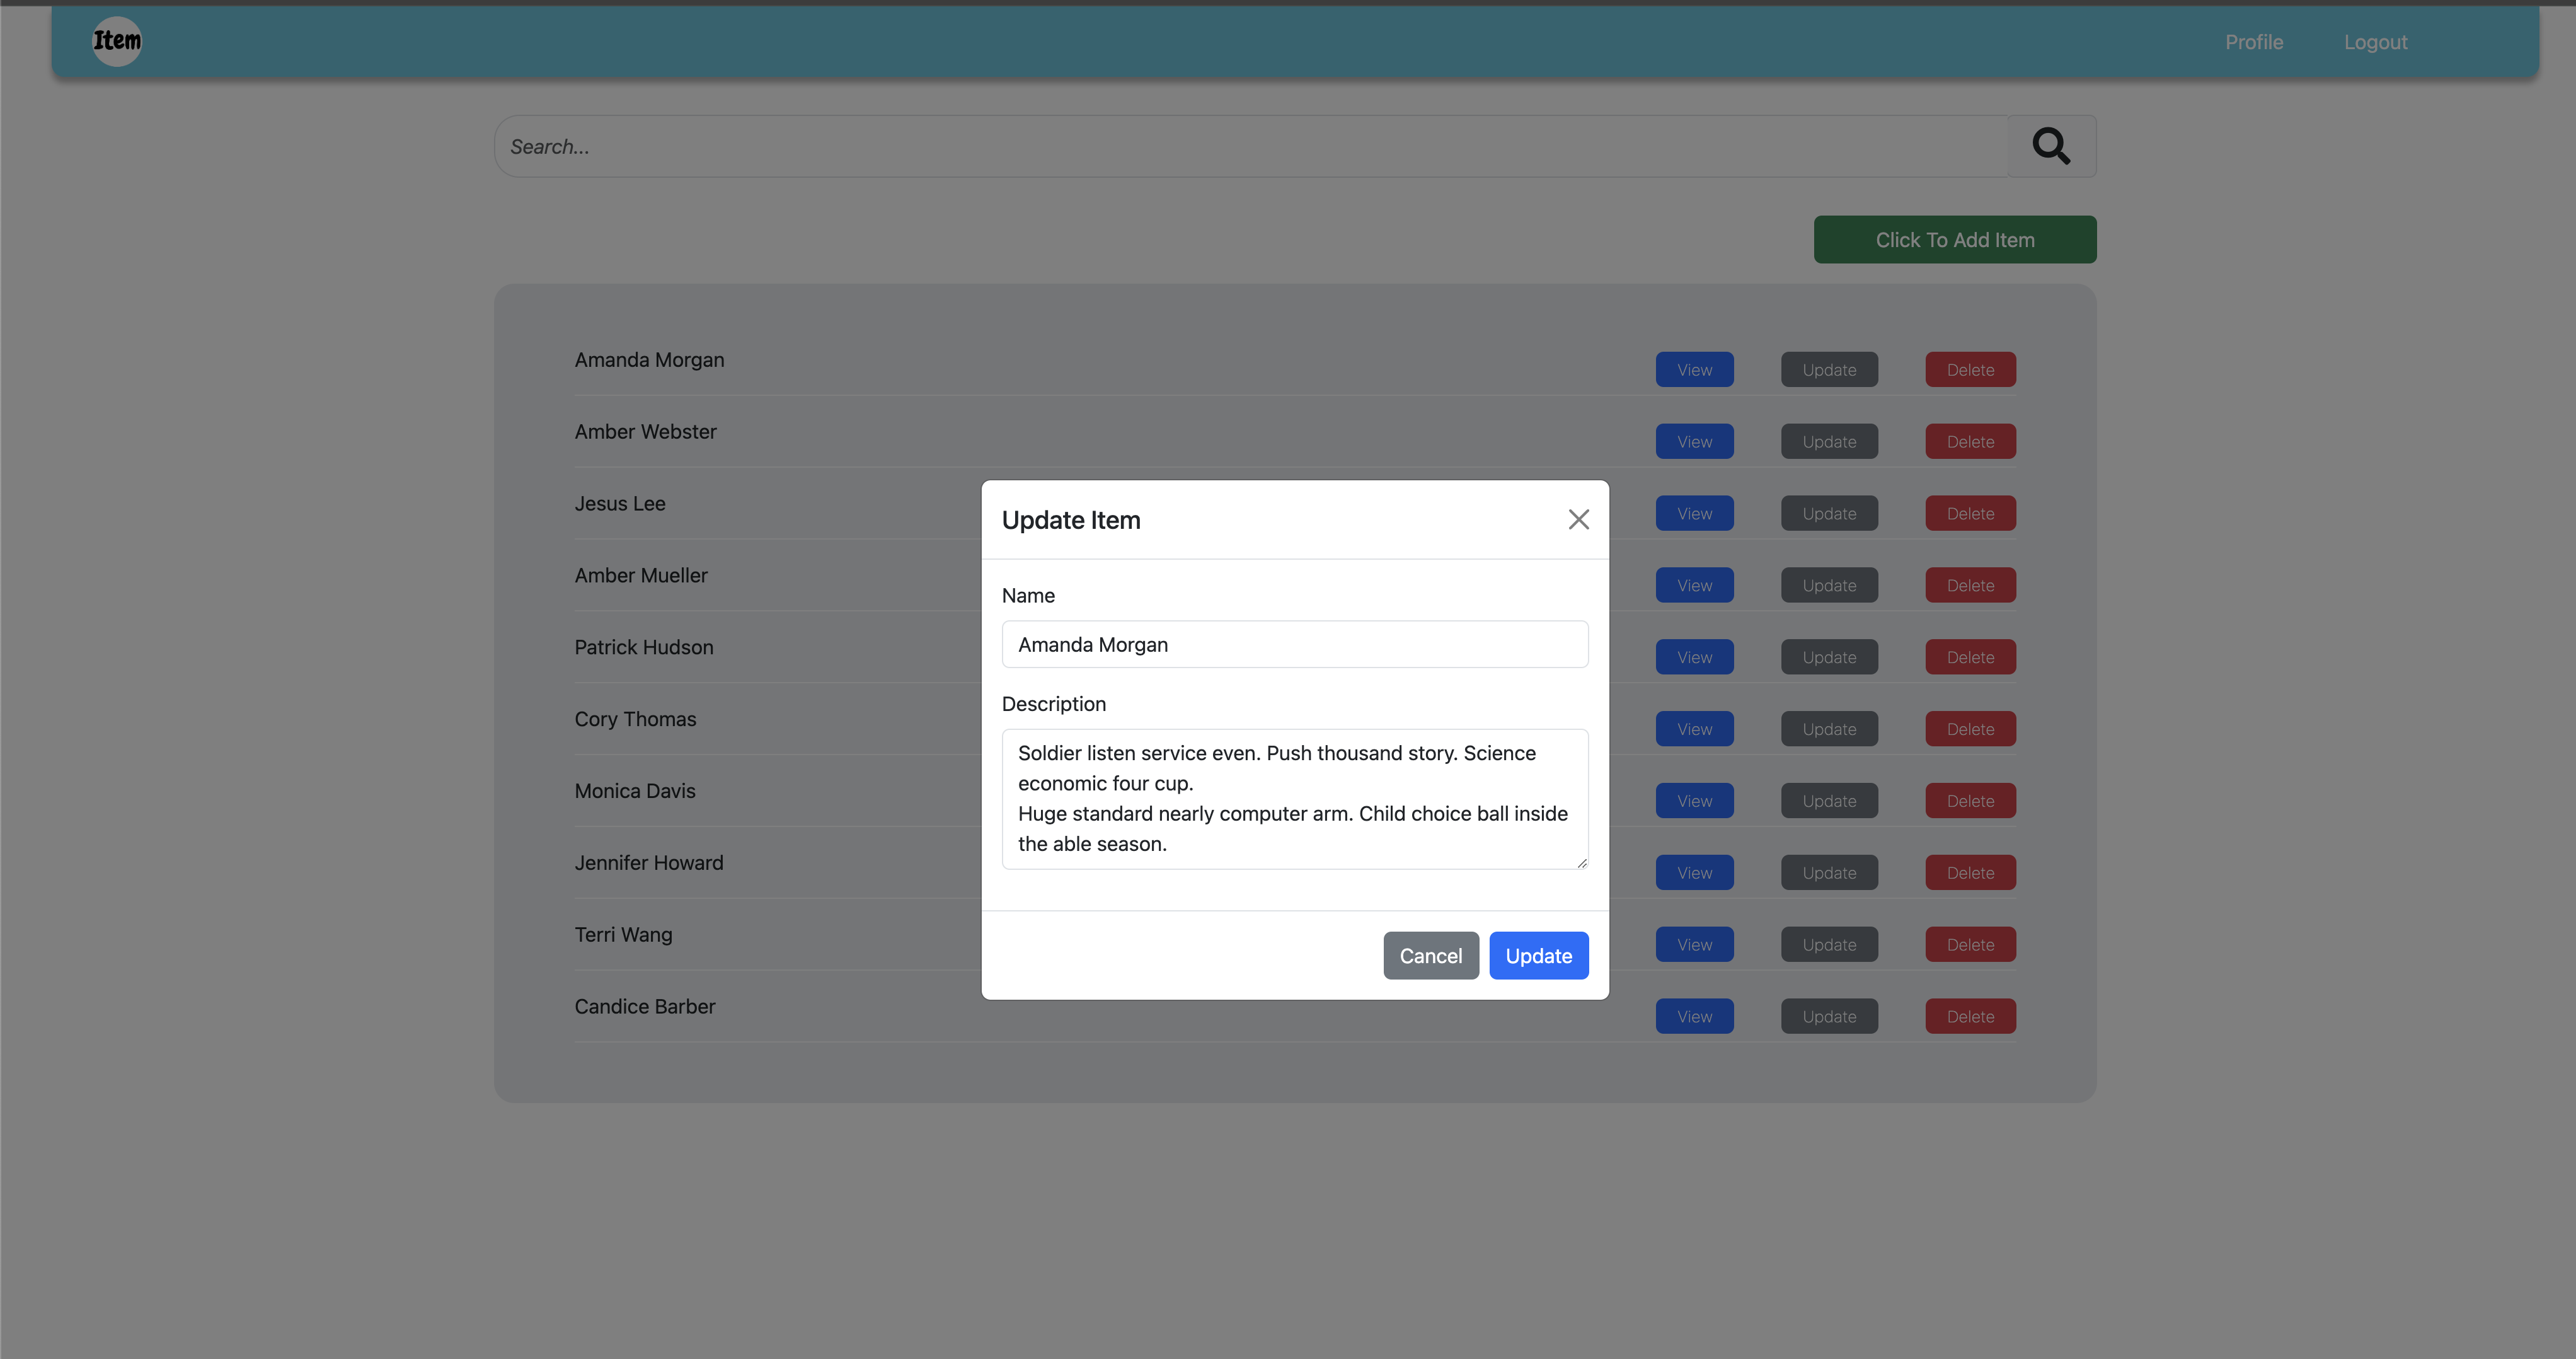 Item
Profile
Logout
Search...
Click To Add Item
Amanda Morgan
View
Update
Delete
Amber Webster
View
Update
Delete
Jesus Lee
View
Update
Delete
Amber Mueller
View
Update
Delete
Patrick Hudson
View
Update
Delete
Cory Thomas
View
Update
Delete
Monica Davis
View
Update
Delete
Jennifer Howard
View
Update
Delete
Terri Wang
View
Update
Delete
Candice Barber
View
Update
Delete
Update Item
Name
Amanda Morgan
Description
Soldier listen service even. Push thousand story. Science
economic four cup.
Huge standard nearly computer arm. Child choice ball inside
the able season.
Cancel
Update